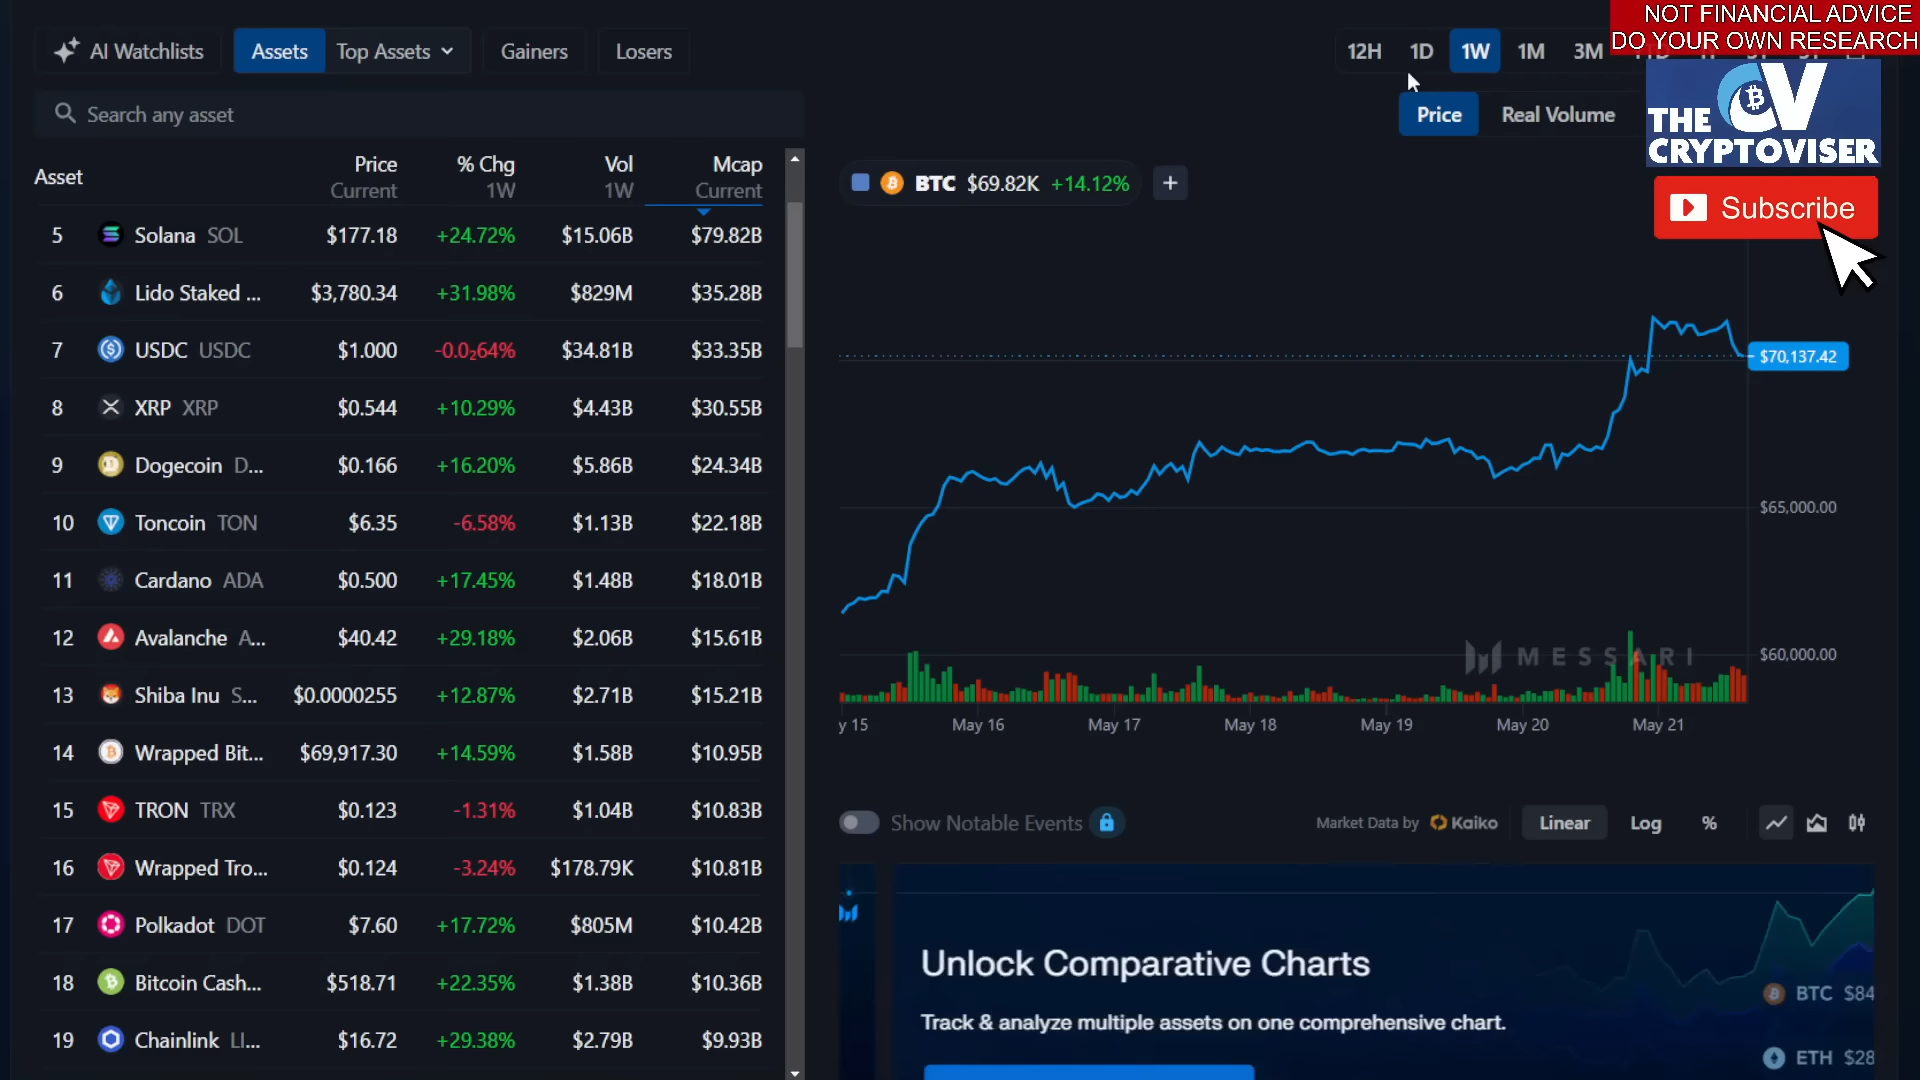 NOT FINANCIAL ADVICE
DO YOUR OWN RESEARCH
AI Watchlists Assets Top Assets Gainers Losers
12H 1D 1W 1M 3M
Search any asset
Price Real Volume
THE CV
CRYPTOVISER
Subscribe
Asset Price Current % Chg 1W Vol 1W Mcap Current
BTC $69.82K +14.12% +
5 Solana SOL $177.18 +24.72% $15.06B $79.82B
6 Lido Staked ... $3,780.34 +31.98% $829M $35.28B
7 USDC USDC $1.000 -0.0₂64% $34.81B $33.35B
8 XRP XRP $0.544 +10.29% $4.43B $30.55B
9 Dogecoin D... $0.166 +16.20% $5.86B $24.34B
10 Toncoin TON $6.35 -6.58% $1.13B $22.18B
11 Cardano ADA $0.500 +17.45% $1.48B $18.01B
12 Avalanche A... $40.42 +29.18% $2.06B $15.61B
13 Shiba Inu S... $0.0000255 +12.87% $2.71B $15.21B
14 Wrapped Bit... $69,917.30 +14.59% $1.58B $10.95B
15 TRON TRX $0.123 -1.31% $1.04B $10.83B
16 Wrapped Tro... $0.124 -3.24% $178.79K $10.81B
17 Polkadot DOT $7.60 +17.72% $805M $10.42B
18 Bitcoin Cash... $518.71 +22.35% $1.38B $10.36B
19 Chainlink LI... $16.72 +29.38% $2.79B $9.93B
$70,137.42
$65,000.00
MESSARI
$60,000.00
y 15 May 16 May 17 May 18 May 19 May 20 May 21
Show Notable Events
Market Data by Kaiko Linear Log %
Unlock Comparative Charts
Track & analyze multiple assets on one comprehensive chart.
BTC $84
ETH $28